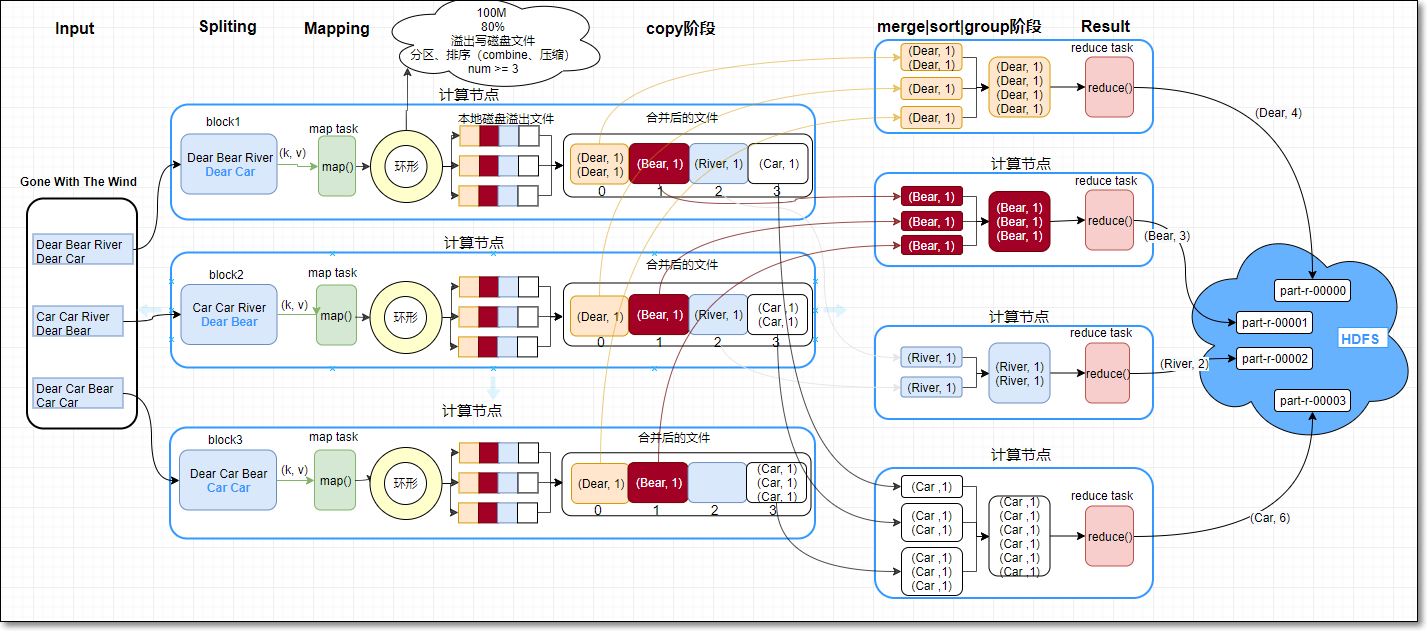 Input
Spliting
Mapping
100M
80%
溢出写磁盘文件
分区、排序（combine、压缩）
num >= 3
copy阶段
merge|sort|group阶段
Result
Gone With The Wind
Dear Bear River
Dear Car
Car Car River
Dear Bear
Dear Car Bear
Car Car
计算节点
block1
Dear Bear River
Dear Car
(k, v)
map task
map()
环形
本地磁盘溢出文件
合并后的文件
(Dear, 1)
(Dear, 1)
(Bear, 1)
(River, 1)
(Car, 1)
0
1
2
3
计算节点
block2
Car Car River
Dear Bear
(k, v)
map task
map()
环形
合并后的文件
(Dear, 1)
(Bear, 1)
(River, 1)
(Car, 1)
(Car, 1)
0
1
2
3
计算节点
block3
Dear Car Bear
Car Car
(k, v)
map task
map()
环形
合并后的文件
(Dear, 1)
(Bear, 1)
(Car, 1)
(Car, 1)
(Car, 1)
0
1
2
3
(Dear, 1)
(Dear, 1)
(Dear, 1)
(Dear, 1)
(Dear, 1)
(Dear, 1)
(Dear, 1)
(Dear, 1)
reduce task
reduce()
(Dear, 4)
计算节点
(Bear, 1)
(Bear, 1)
(Bear, 1)
(Bear, 1)
(Bear, 1)
(Bear, 1)
reduce task
reduce()
(Bear, 3)
计算节点
(River, 1)
(River, 1)
(River, 1)
(River, 1)
reduce task
reduce()
(River, 2)
计算节点
(Car ,1)
(Car ,1)
(Car ,1)
(Car ,1)
(Car ,1)
(Car ,1)
(Car ,1)
(Car ,1)
(Car ,1)
(Car ,1)
(Car ,1)
(Car ,1)
reduce task
reduce()
(Car, 6)
part-r-00000
part-r-00001
HDFS
part-r-00002
part-r-00003